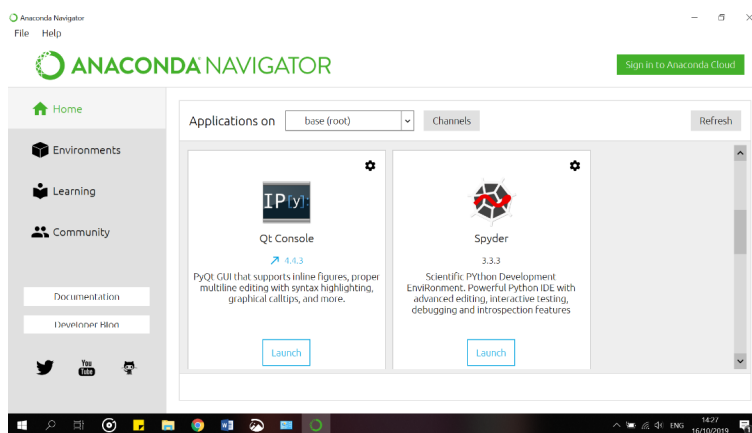 Anaconda Navigator
File Help
ANACONDA NAVIGATOR
Sign in to Anaconda Cloud
Home
Environments
Learning
Community
Documentation
Developer Blog
You
Tube
Applications on base (root) Channels Refresh
IP[y]:
Qt Console
4.4.3
PyQt GUI that supports inline figures, proper
multiline editing with syntax highlighting,
graphical calltips, and more.
Launch
Spyder
3.3.3
Scientific PYthon Development
EnviRonment. Powerful Python IDE with
advanced editing, interactive testing,
debugging and introspection features
Launch
ENG
14:27
16/10/2019